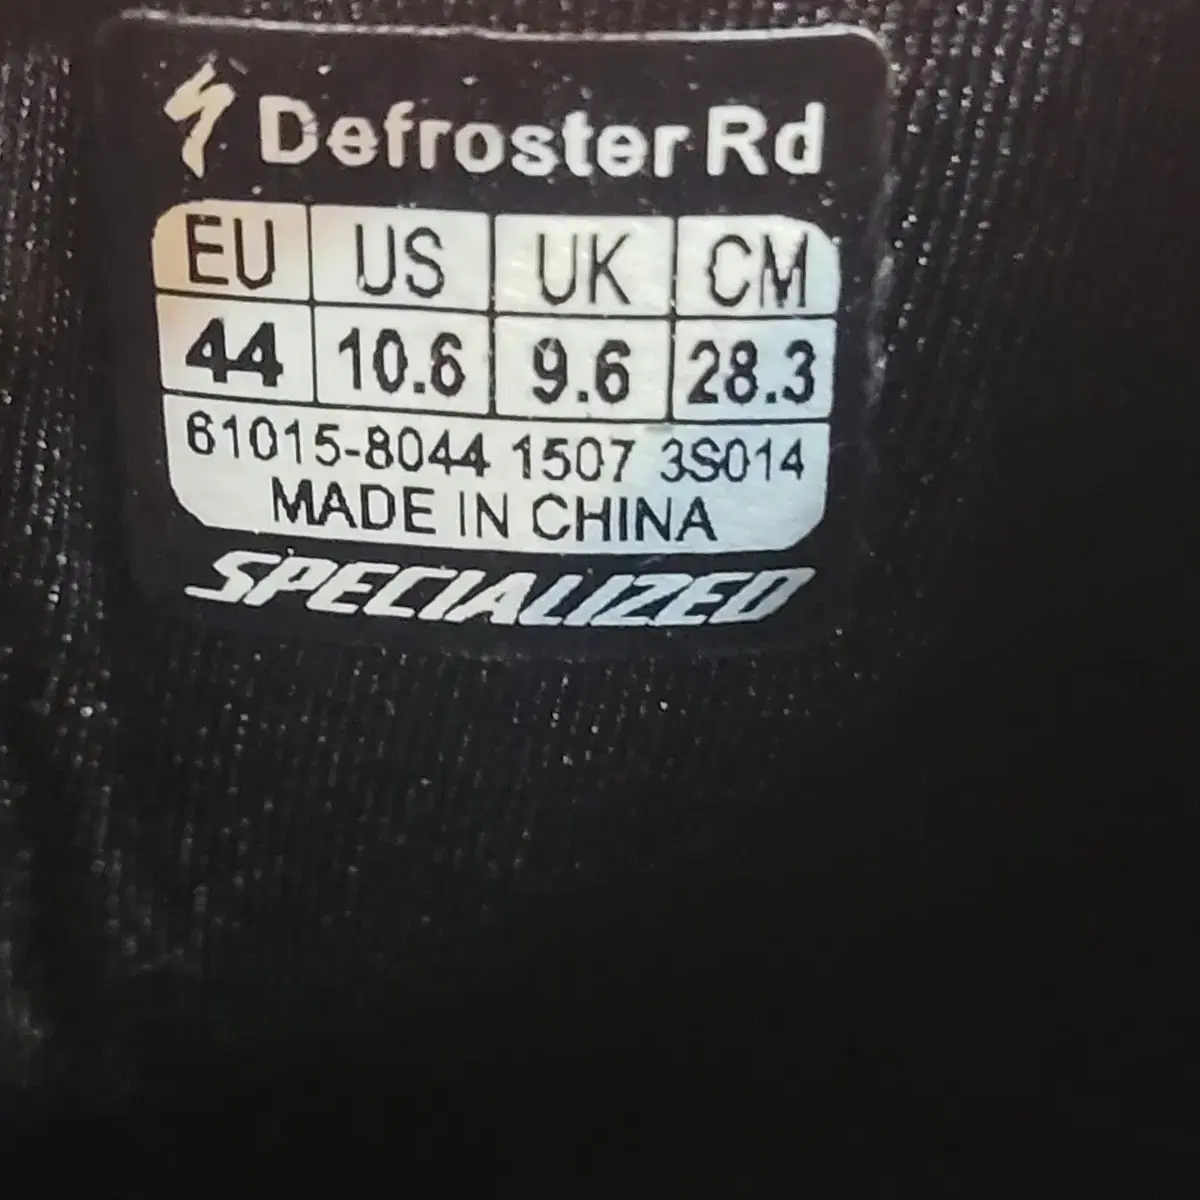 Defroster Rd
EU US UK CM
44 10.6 9.6 28.3
61015-8044 1507 3S014
MADE IN CHINA
SPECIALIZED